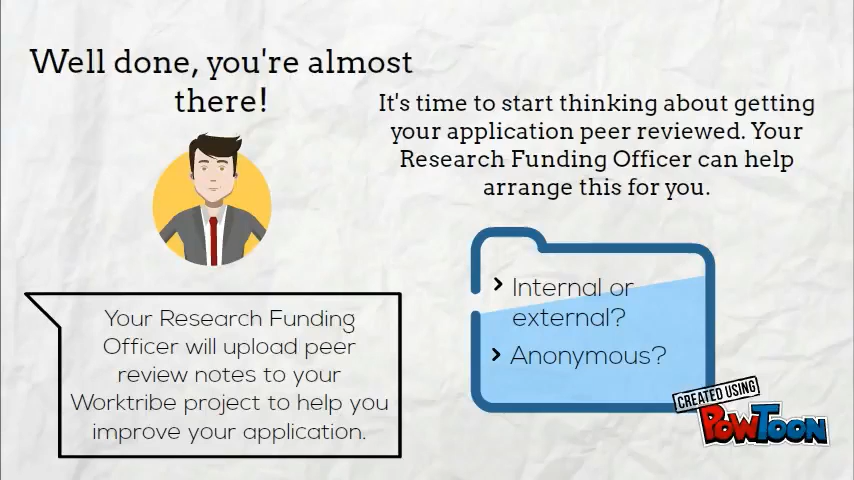 Well done, you're almost
there!
It's time to start thinking about getting
your application peer reviewed. Your
Research Funding Officer can help
arrange this for you.
Internal or
external?
Anonymous?
Your Research Funding
Officer will upload peer
review notes to your
Worktribe project to help you
improve your application.
CREATED USING
POWTOON